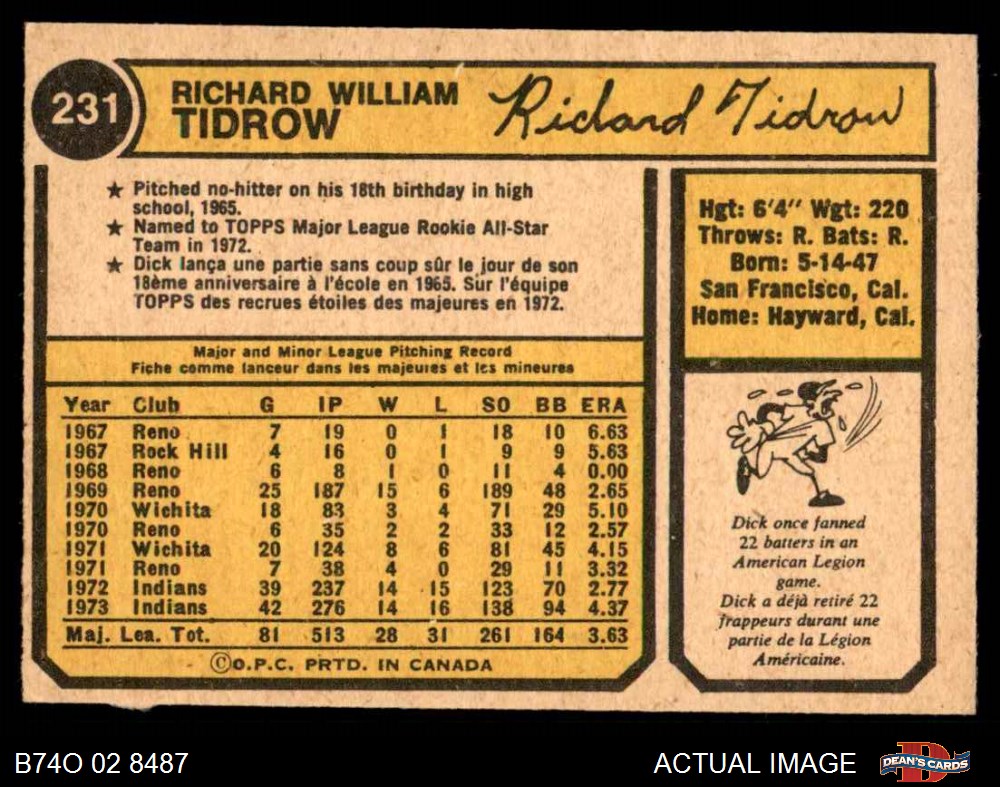 231
RICHARD WILLIAM
TIDROW
Richard Tidrow
★ Pitched no-hitter on his 18th birthday in high
school, 1965.
★ Named to TOPPS Major League Rookie All-Star
Team in 1972.
★ Dick lança une partie sans coup sûr le jour de son
18ème anniversaire à l'école en 1965. Sur l'équipe
TOPPS des recrues étoiles des majeures en 1972.
Hgt: 6'4" Wgt: 220
Throws: R. Bats: R.
Born: 5-14-47
San Francisco, Cal.
Home: Hayward, Cal.
Major and Minor League Pitching Record
Fiche comme lanceur dans les majeures et les mineures
Year Club G IP W L SO BB ERA
1967 Reno 7 19 0 1 18 10 6.63
1967 Rock Hill 4 16 0 1 9 9 5.63
1968 Reno 6 8 1 0 11 4 0.00
1969 Reno 25 187 15 6 189 48 2.65
1970 Wichita 18 83 3 4 71 29 5.10
1970 Reno 6 35 2 2 33 12 2.57
1971 Wichita 20 124 8 6 81 45 4.15
1971 Reno 7 38 4 0 29 11 3.32
1972 Indians 39 237 14 15 123 70 2.77
1973 Indians 42 276 14 16 138 94 4.37
Maj. Lea. Tot. 81 513 28 31 261 164 3.63
©O.P.C. PRTD. IN CANADA
Dick once fanned
22 batters in an
American Legion
game.
Dick a déjà retiré 22
frappeurs durant une
partie de la Légion
Américaine.
B74O 02 8487
ACTUAL IMAGE
D
DEAN'S CARDS